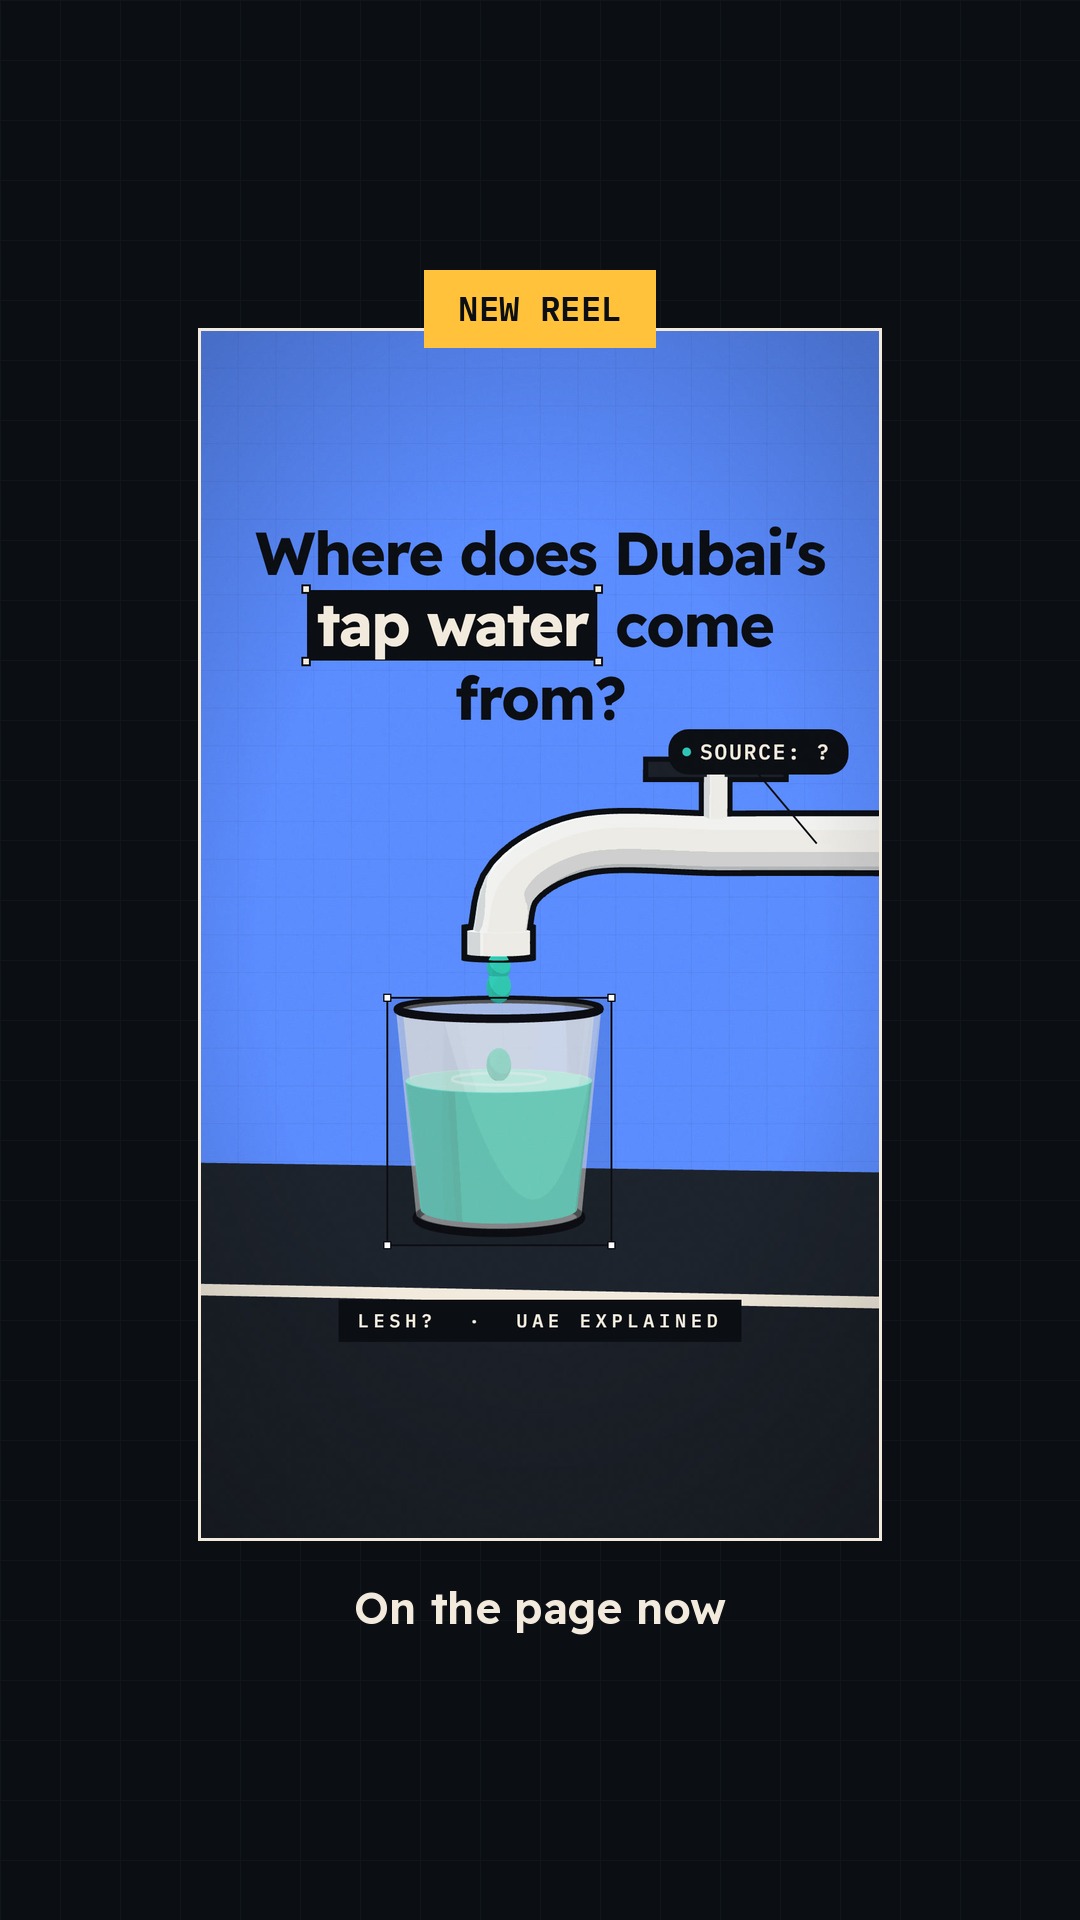 NEW REEL
Where does Dubai's
tap water come
from?
SOURCE: ?
LESH? · UAE EXPLAINED
On the page now